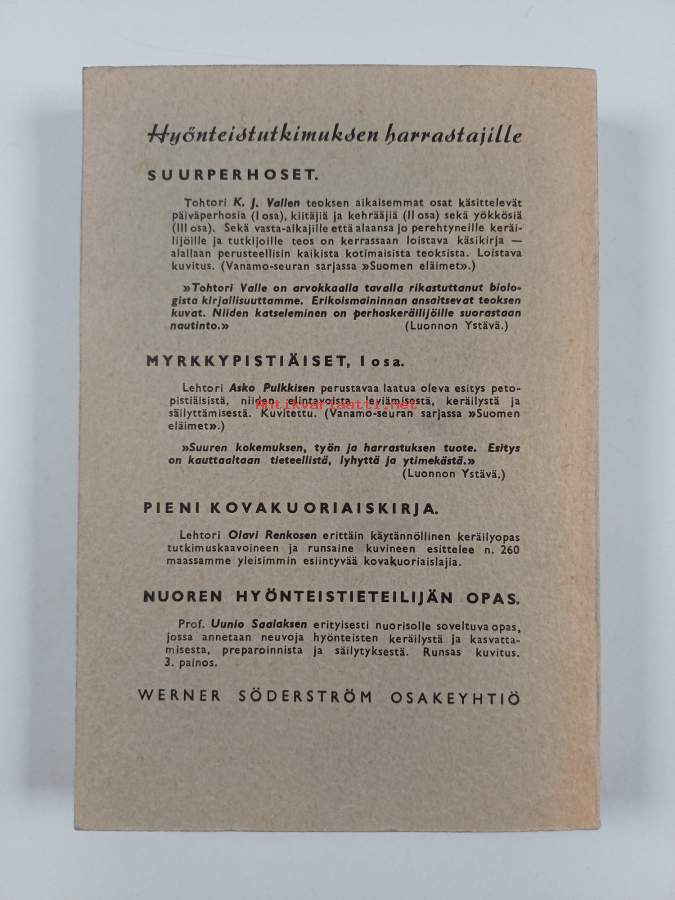 Hyönteistutkimuksen harrastajille
SUURPERHOSET.
Tohtori K. J. Vallen teoksen aikaisemmat osat käsittelevät
päiväperhosia (I osa), kiitäjiä ja kehrääjiä (II osa) sekä yökkösiä
(III osa). Sekä vasta-alkajille että alaansa jo perehtyneille keräi-
lijöille ja tutkijoille teos on kerrassaan loistava käsikirja —
alallaan perusteellisin kaikista kotimaisista teoksista. Loistava
kuvitus. (Vanamo-seuran sarjassa »Suomen eläimet».)
»Tohtori Valle on arvokkaalla tavalla rikastuttanut biolo-
gista kirjallisuuttamme. Erikoismaininnan ansaitsevat teoksen
kuvat. Niiden katseleminen on perhoskeräilijöille suorastaan
nautinto.» (Luonnon Ystävä.)
MYRKKYPISTIÄISET, I osa.
Lehtori Asko Pulkkisen perustavaa laatua oleva esitys peto-
pistiäisistä, niiden elintavoista leviämisestä, keräilystä ja
säilyttämisestä. Kuvitettu. (Vanamo-seuran sarjassa »Suomen
eläimet».)
antikvariaatti.net
»Suuren kokemuksen, työn ja harrastuksen tuote. Esitys
on kauttaaltaan tieteellistä, lyhyttä ja ytimekästä.»
(Luonnon Ystävä.)
PIENI KOVAKUORIAISKIRJA.
Lehtori Olavi Renkosen erittäin käytännöllinen keräilyopas
tutkimuskaavoineen ja runsaine kuvineen esittelee n. 260
maassamme yleisimmin esiintyvää kovakuoriaislajia.
NUOREN HYÖNTEISTIETEILIJÄN OPAS.
Prof. Uunio Saalaksen erityisesti nuorisolle soveltuva opas,
jossa annetaan neuvoja hyönteisten keräilystä ja kasvatta-
misesta, preparoinnista ja säilytyksestä. Runsas kuvitus.
3. painos.
WERNER SÖDERSTRÖM OSAKEYHTIÖ